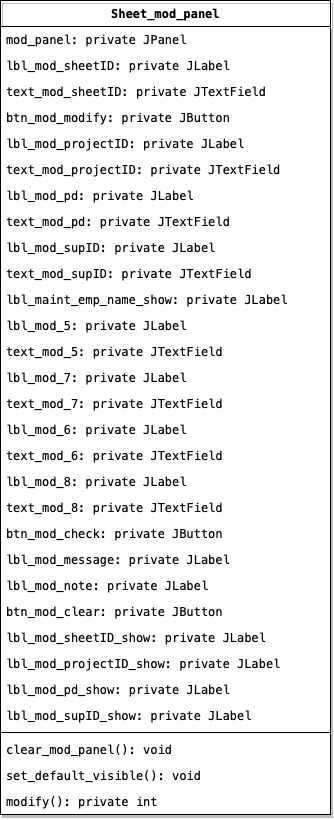 Sheet_mod_panel
mod_panel: private JPanel
lbl_mod_sheetID: private JLabel
text_mod_sheetID: private JTextField
btn_mod_modify: private JButton
lbl_mod_projectID: private JLabel
text_mod_projectID: private JTextField
lbl_mod_pd: private JLabel
text_mod_pd: private JTextField
lbl_mod_supID: private JLabel
text_mod_supID: private JTextField
lbl_maint_emp_name_show: private JLabel
lbl_mod_5: private JLabel
text_mod_5: private JTextField
lbl_mod_7: private JLabel
text_mod_7: private JTextField
lbl_mod_6: private JLabel
text_mod_6: private JTextField
lbl_mod_8: private JLabel
text_mod_8: private JTextField
btn_mod_check: private JButton
lbl_mod_message: private JLabel
lbl_mod_note: private JLabel
btn_mod_clear: private JButton
lbl_mod_sheetID_show: private JLabel
lbl_mod_projectID_show: private JLabel
lbl_mod_pd_show: private JLabel
lbl_mod_supID_show: private JLabel
clear_mod_panel(): void
set_default_visible(): void
modify(): private int